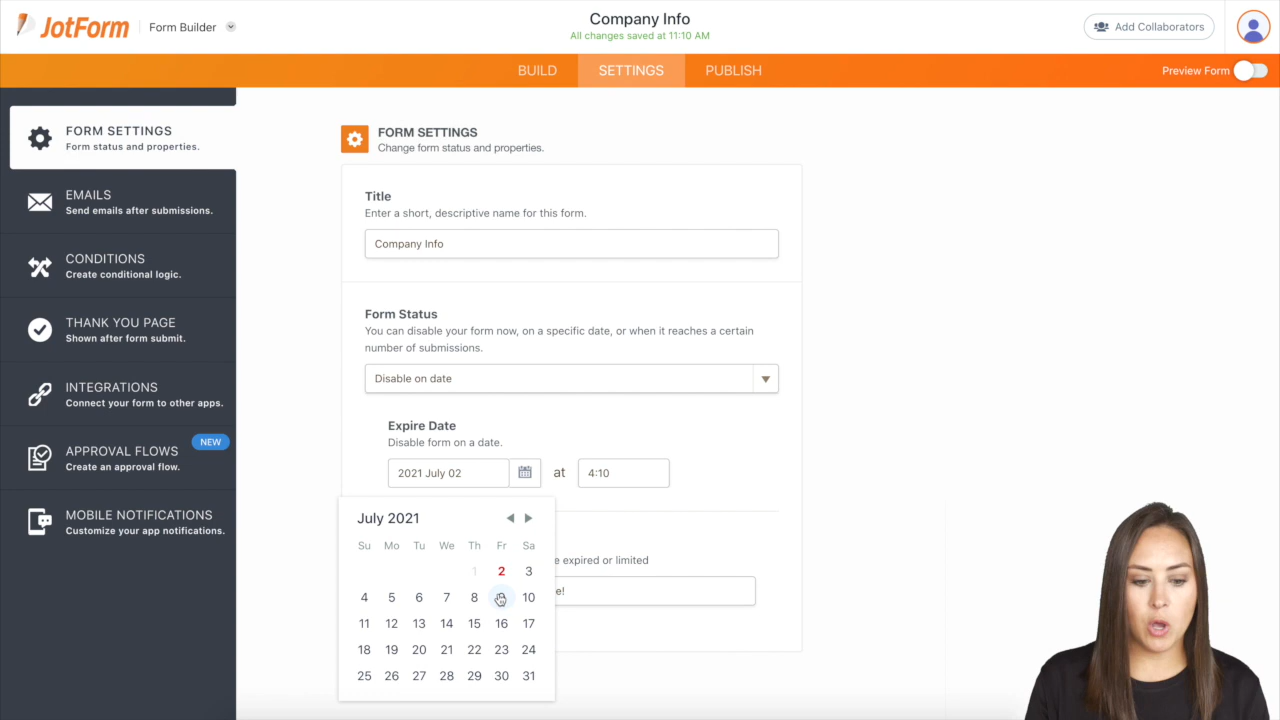 JotForm
Form Builder
Company Info
All changes saved at 11:10 AM
Add Collaborators
BUILD
SETTINGS
PUBLISH
Preview Form
FORM SETTINGS
Form status and properties.
EMAILS
Send emails after submissions.
CONDITIONS
Create conditional logic.
THANK YOU PAGE
Shown after form submit.
INTEGRATIONS
Connect your form to other apps.
APPROVAL FLOWS
NEW
Create an approval flow.
MOBILE NOTIFICATIONS
Customize your app notifications.
FORM SETTINGS
Change form status and properties.
Title
Enter a short, descriptive name for this form.
Company Info
Form Status
You can disable your form now, on a specific date, or when it reaches a certain
number of submissions.
Disable on date
Expire Date
Disable form on a date.
2021 July 02 at 4:10
July 2021
Su Mo Tu We Th Fr Sa
1 2 3
4 5 6 7 8 10
11 12 13 14 15 16 17
18 19 20 21 22 23 24
25 26 27 28 29 30 31
expired or limited
e!